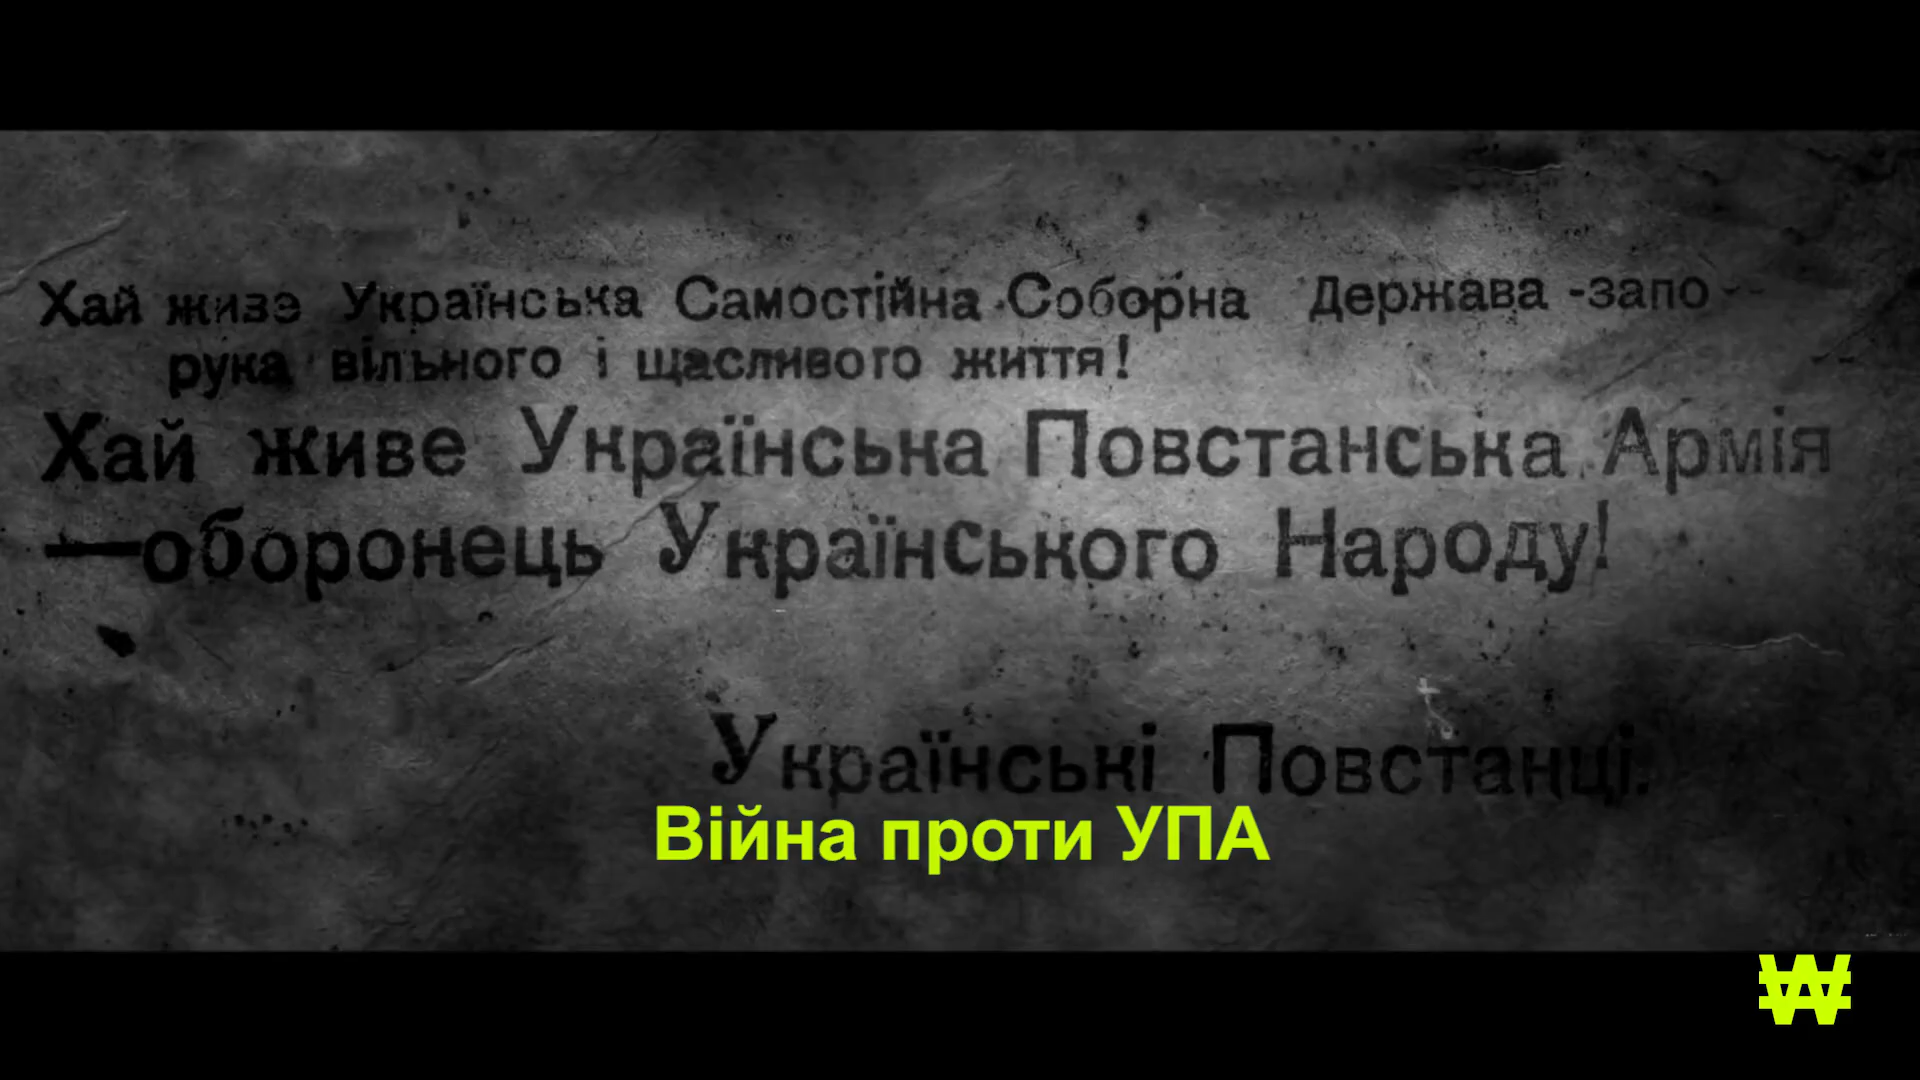 Хай живе Українська Самостійна Соборна Держава -запо
рука вільного і щасливого життя!
Хай живе Українська Повстанська Армія
—оборонець Українського Народу!
Українські Повстанці.
Війна проти УПА